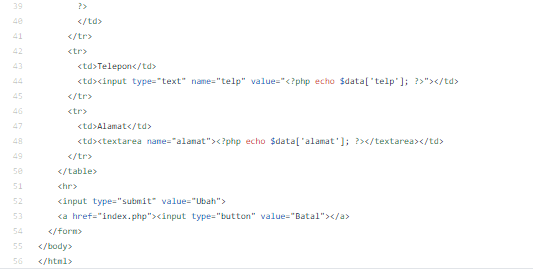 39 ?>
40 </td>
41 </tr>
42 <tr>
43 <td>Telepon</td>
44 <td><input type="text" name="telp" value="<?php echo $data['telp']; ?>"></td>
45 </tr>
46 <tr>
47 <td>Alamat</td>
48 <td><textarea name="alamat"><?php echo $data['alamat']; ?></textarea></td>
49 </tr>
50 </table>
51 <hr>
52 <input type="submit" value="Ubah">
53 <a href="index.php"><input type="button" value="Batal"></a>
54 </form>
55 </body>
56 </html>